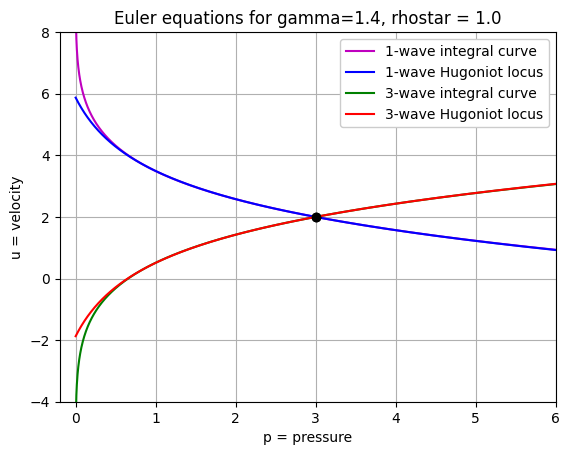 Euler equations for gamma=1.4, rhostar = 1.0
1-wave integral curve
1-wave Hugoniot locus
3-wave integral curve
3-wave Hugoniot locus
u = velocity
8
6
4
2
0
−2
−4
0 1 2 3 4 5 6
p = pressure